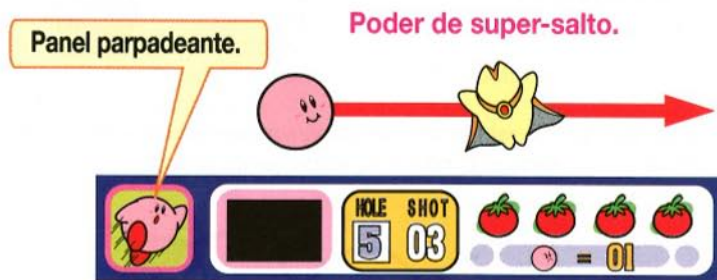 Poder de super-salto.
Panel parpadeante.
HOLE SHOT
5 03
= 01